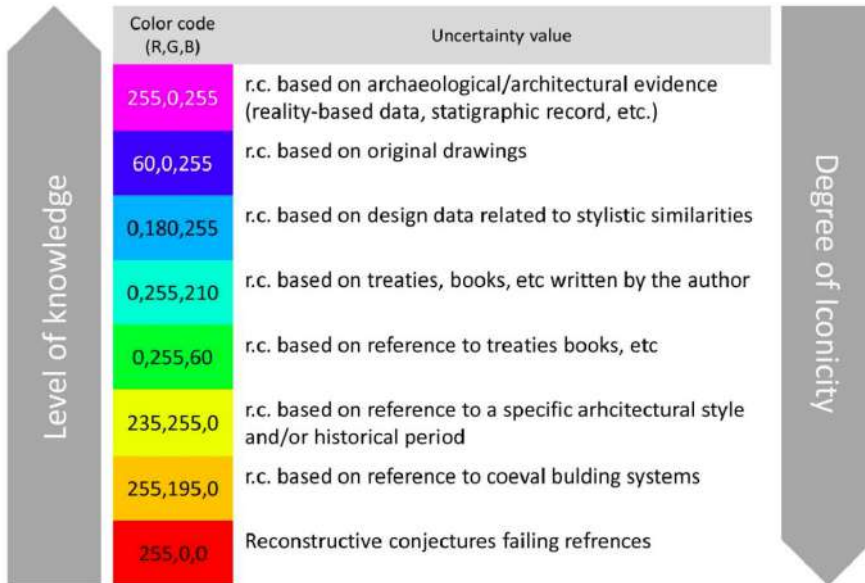 Color code
(R,G,B)
Uncertainty value
255,0,255
r.c. based on archaeological/architectural evidence
(reality-based data, statigraphic record, etc.)
60,0,255
r.c. based on original drawings
0,180,255
r.c. based on design data related to stylistic similarities
0,255,210
r.c. based on treaties, books, etc written by the author
0,255,60
r.c. based on reference to treaties books, etc
235,255,0
r.c. based on reference to a specific arhcitectural style
and/or historical period
255,195,0
r.c. based on reference to coeval bulding systems
255,0,0
Reconstructive conjectures failing refrences
Level of knowledge
Degree of Iconicity